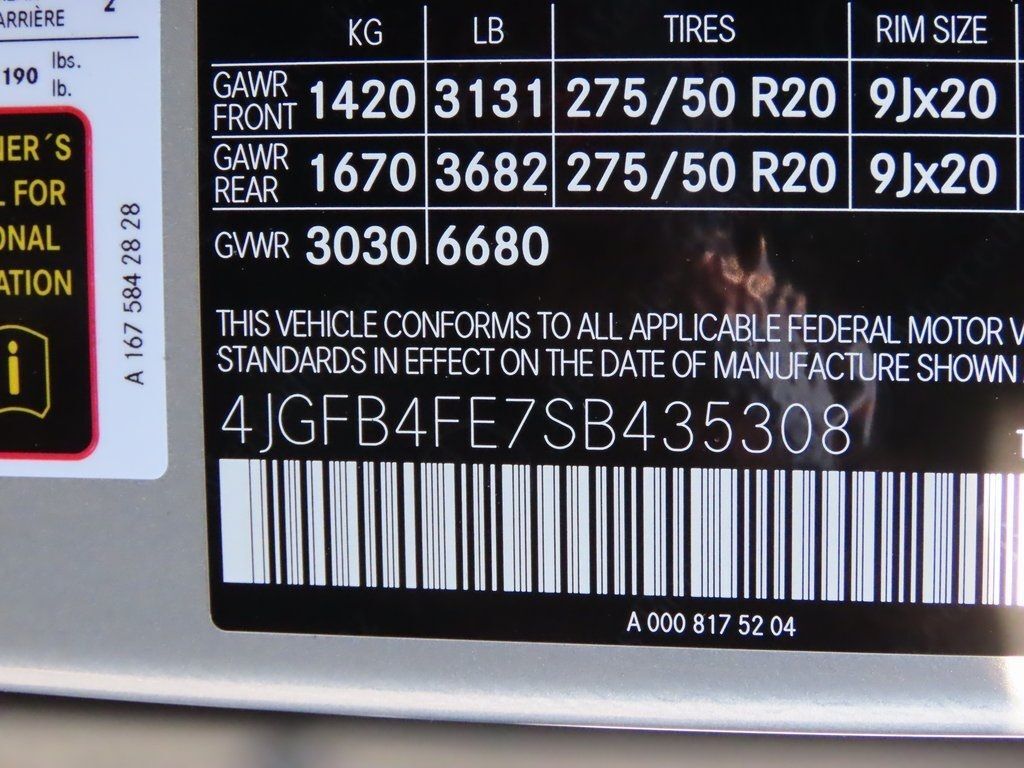 ARRIÈRE 2
190 lbs.
lb.
NER´S
L FOR
ONAL
ATION
i
A 167 584 28 28
KG LB TIRES RIM SIZE
GAWR FRONT 1420 3131 275/50 R20 9Jx20
GAWR REAR 1670 3682 275/50 R20 9Jx20
GVWR 3030 6680
THIS VEHICLE CONFORMS TO ALL APPLICABLE FEDERAL MOTOR V
STANDARDS IN EFFECT ON THE DATE OF MANUFACTURE SHOWN
4JGFB4FE7SB435308
A 000 817 52 04